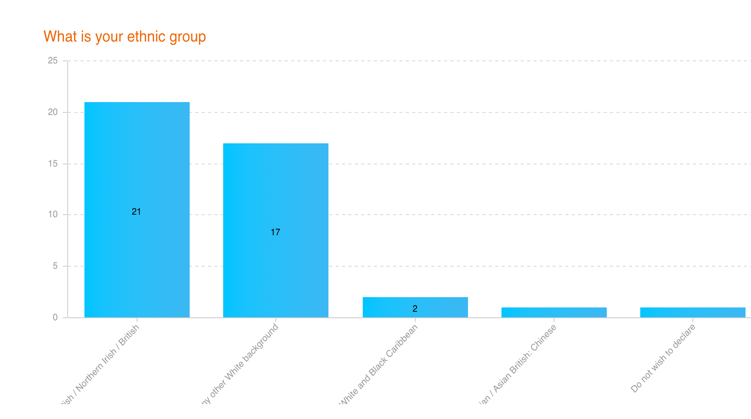 What is your ethnic group
25
20
15
10
5
0
21
17
2
/ Northern Irish / British
other White background
White and Black Caribbean
/ Asian British: Chinese
Do not wish to declare